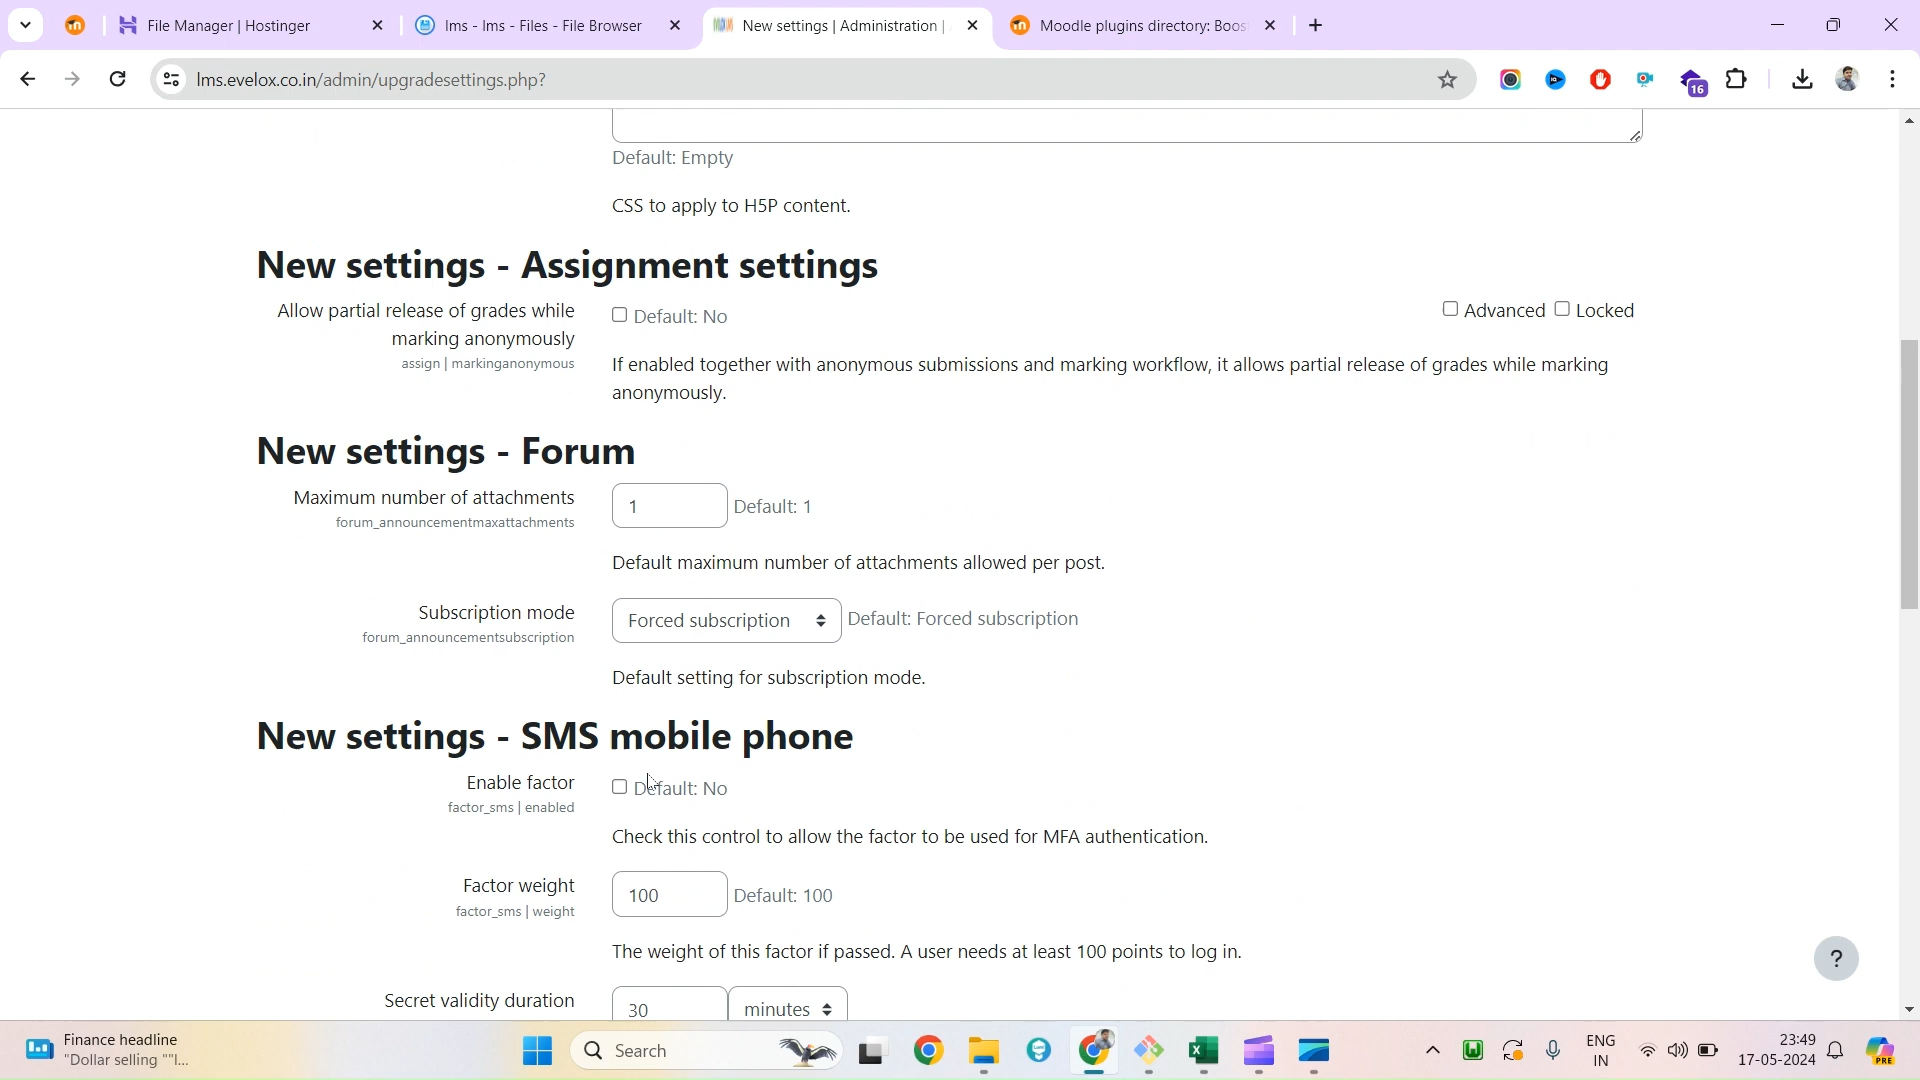 File Manager | Hostinger
lms - lms - Files - File Browser
New settings | Administration |
Moodle plugins directory: Boos
lms.evelox.co.in/admin/upgradesettings.php?
16
Default: Empty
CSS to apply to H5P content.
New settings - Assignment settings
Allow partial release of grades while
marking anonymously
assign | markinganonymous
Default: No
Advanced Locked
If enabled together with anonymous submissions and marking workflow, it allows partial release of grades while marking
anonymously.
New settings - Forum
Maximum number of attachments
forum_announcementmaxattachments
1 Default: 1
Default maximum number of attachments allowed per post.
Subscription mode
forum_announcementsubscription
Forced subscription Default: Forced subscription
Default setting for subscription mode.
New settings - SMS mobile phone
Enable factor
factor_sms | enabled
Default: No
Check this control to allow the factor to be used for MFA authentication.
Factor weight
factor_sms | weight
100 Default: 100
The weight of this factor if passed. A user needs at least 100 points to log in.
Secret validity duration
30 minutes
?
Finance headline
"Dollar selling ""I...
Search
ENG
IN
23:49
17-05-2024
PRE